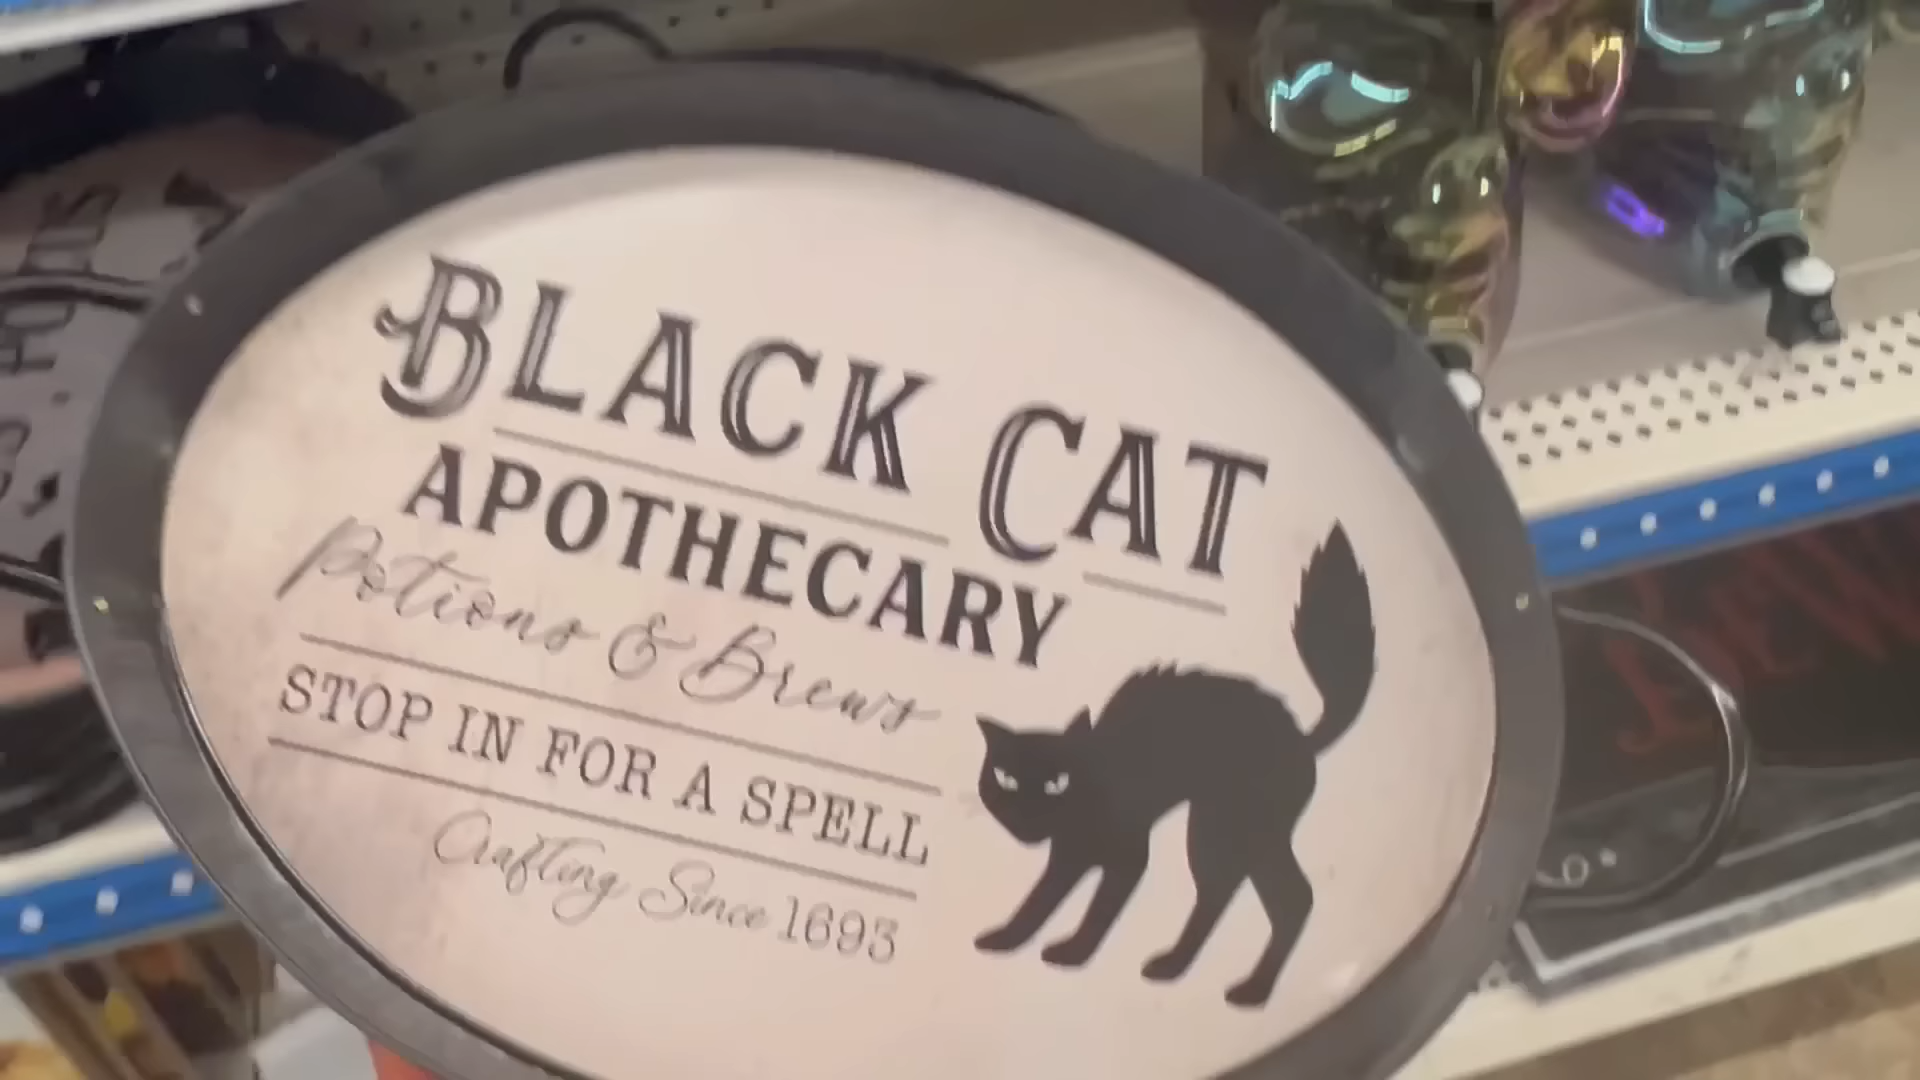 BLACK CAT
APOTHECARY
Potions & Brews
STOP IN FOR A SPELL
Crafting Since 1693